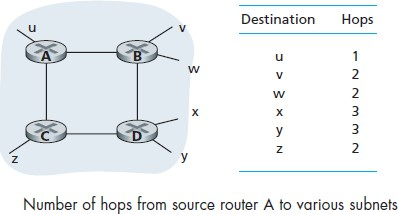 u
v
A
B
w
x
C
D
z
y
Destination Hops
u 1
v 2
w 2
x 3
y 3
z 2
Number of hops from source router A to various subnets